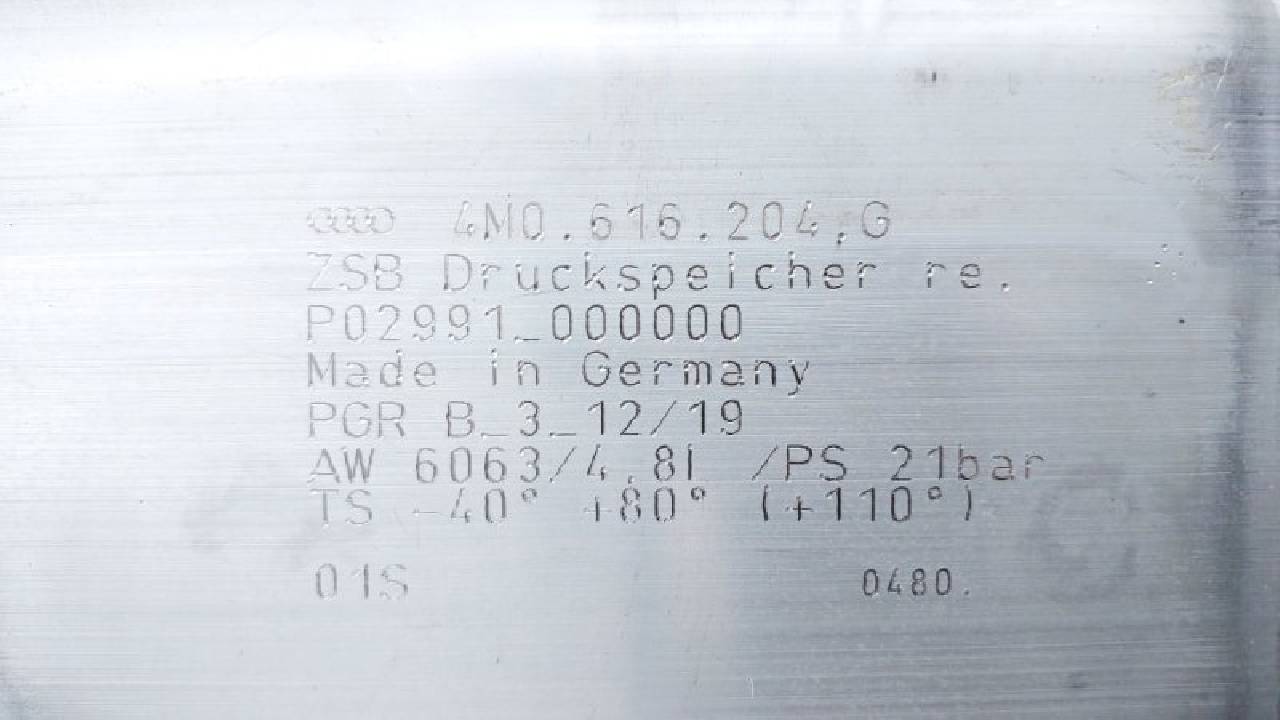 4M0.616.204.G
ZSB Druckspeicher re.
P02991_000000
Made in Germany
PGR B_3_12/19
AW 6063/4.8l /PS 21bar
TS -40° +80° (+110°)
01S 0480.